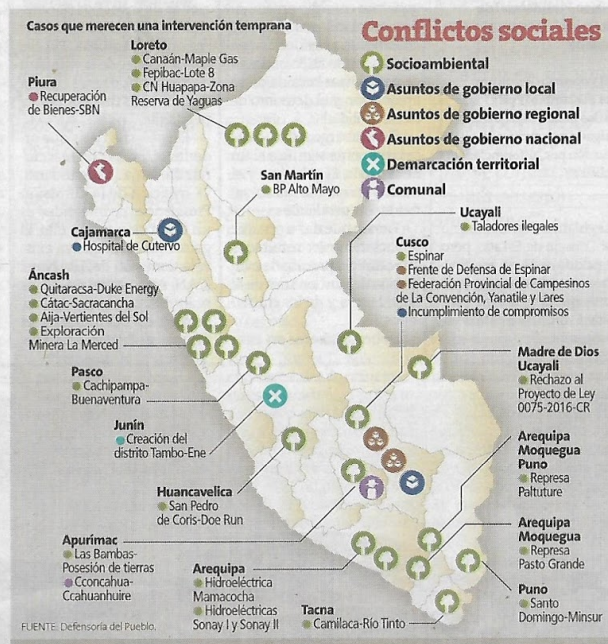 Casos que merecen una intervención temprana
Conflictos sociales
Socioambiental
Asuntos de gobierno local
Asuntos de gobierno regional
Asuntos de gobierno nacional
Demarcación territorial
Comunal
Loreto
Canaán-Maple Gas
Fepibac-Lote 8
CN Huapapa-Zona
Reserva de Yaguas
Piura
Recuperación
de Bienes-SBN
San Martín
BP Alto Mayo
Cajamarca
Hospital de Cutervo
Ucayali
Taladores ilegales
Cusco
Espinar
Frente de Defensa de Espinar
Federación Provincial de Campesinos
de La Convención, Yanatile y Lares
Incumplimiento de compromisos
Áncash
Quitaracsa-Duke Energy
Cátac-Sacracancha
Aija-Vertientes del Sol
Exploración
Minera La Merced
Pasco
Cachipampa-
Buenaventura
Madre de Dios
Ucayali
Rechazo al
Proyecto de Ley
0075-2016-CR
Junín
Creación del
distrito Tambo-Ene
Arequipa
Moquegua
Puno
Represa
Paltuture
Huancavelica
San Pedro
de Coris-Doe Run
Arequipa
Moquegua
Represa
Pasto Grande
Apurímac
Las Bambas-
Posesión de tierras
Cconcahua-
Ccahuanhuire
Arequipa
Hidroeléctrica
Mamacocha
Hidroeléctricas
Sonay I y Sonay II
Tacna
Camilaca-Río Tinto
Puno
Santo
Domingo-Minsur
FUENTE: Defensoría del Pueblo.